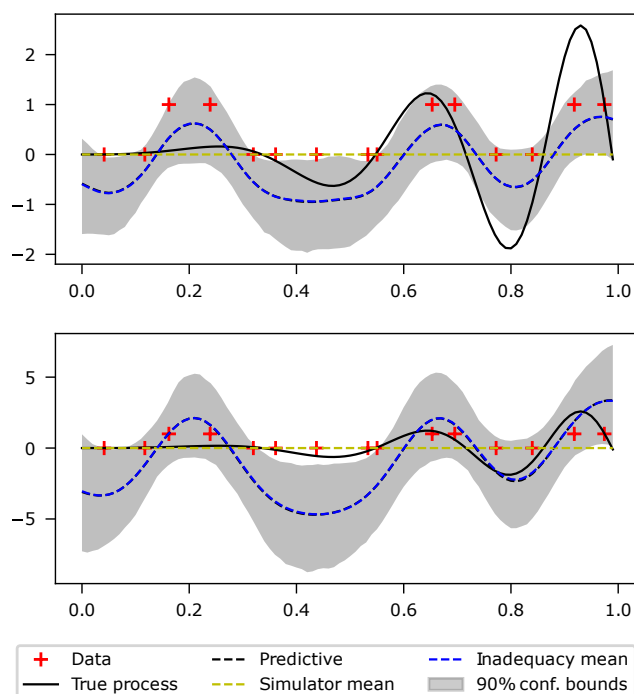 2
1
0
−1
−2
0.0 0.2 0.4 0.6 0.8 1.0
5
0
−5
0.0 0.2 0.4 0.6 0.8 1.0
Data Predictive Inadequacy mean
True process Simulator mean 90% conf. bounds